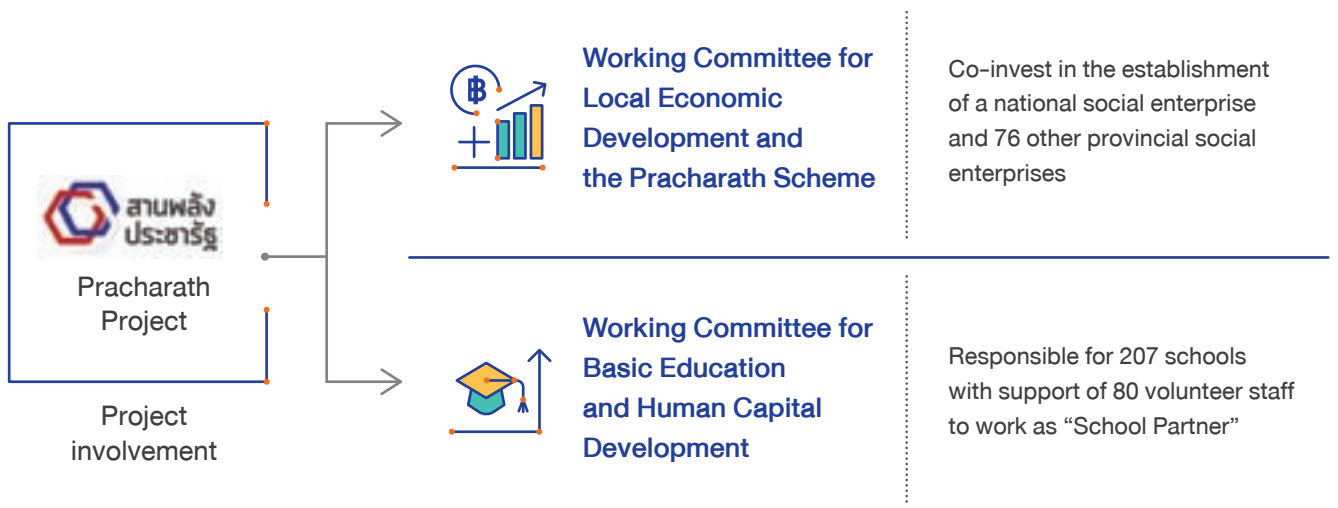 สานพลัง
ประชารัฐ
Pracharath
Project
Project
involvement
฿
Working Committee for
Local Economic
Development and
the Pracharath Scheme
Co-invest in the establishment
of a national social enterprise
and 76 other provincial social
enterprises
Working Committee for
Basic Education
and Human Capital
Development
Responsible for 207 schools
with support of 80 volunteer staff
to work as “School Partner”